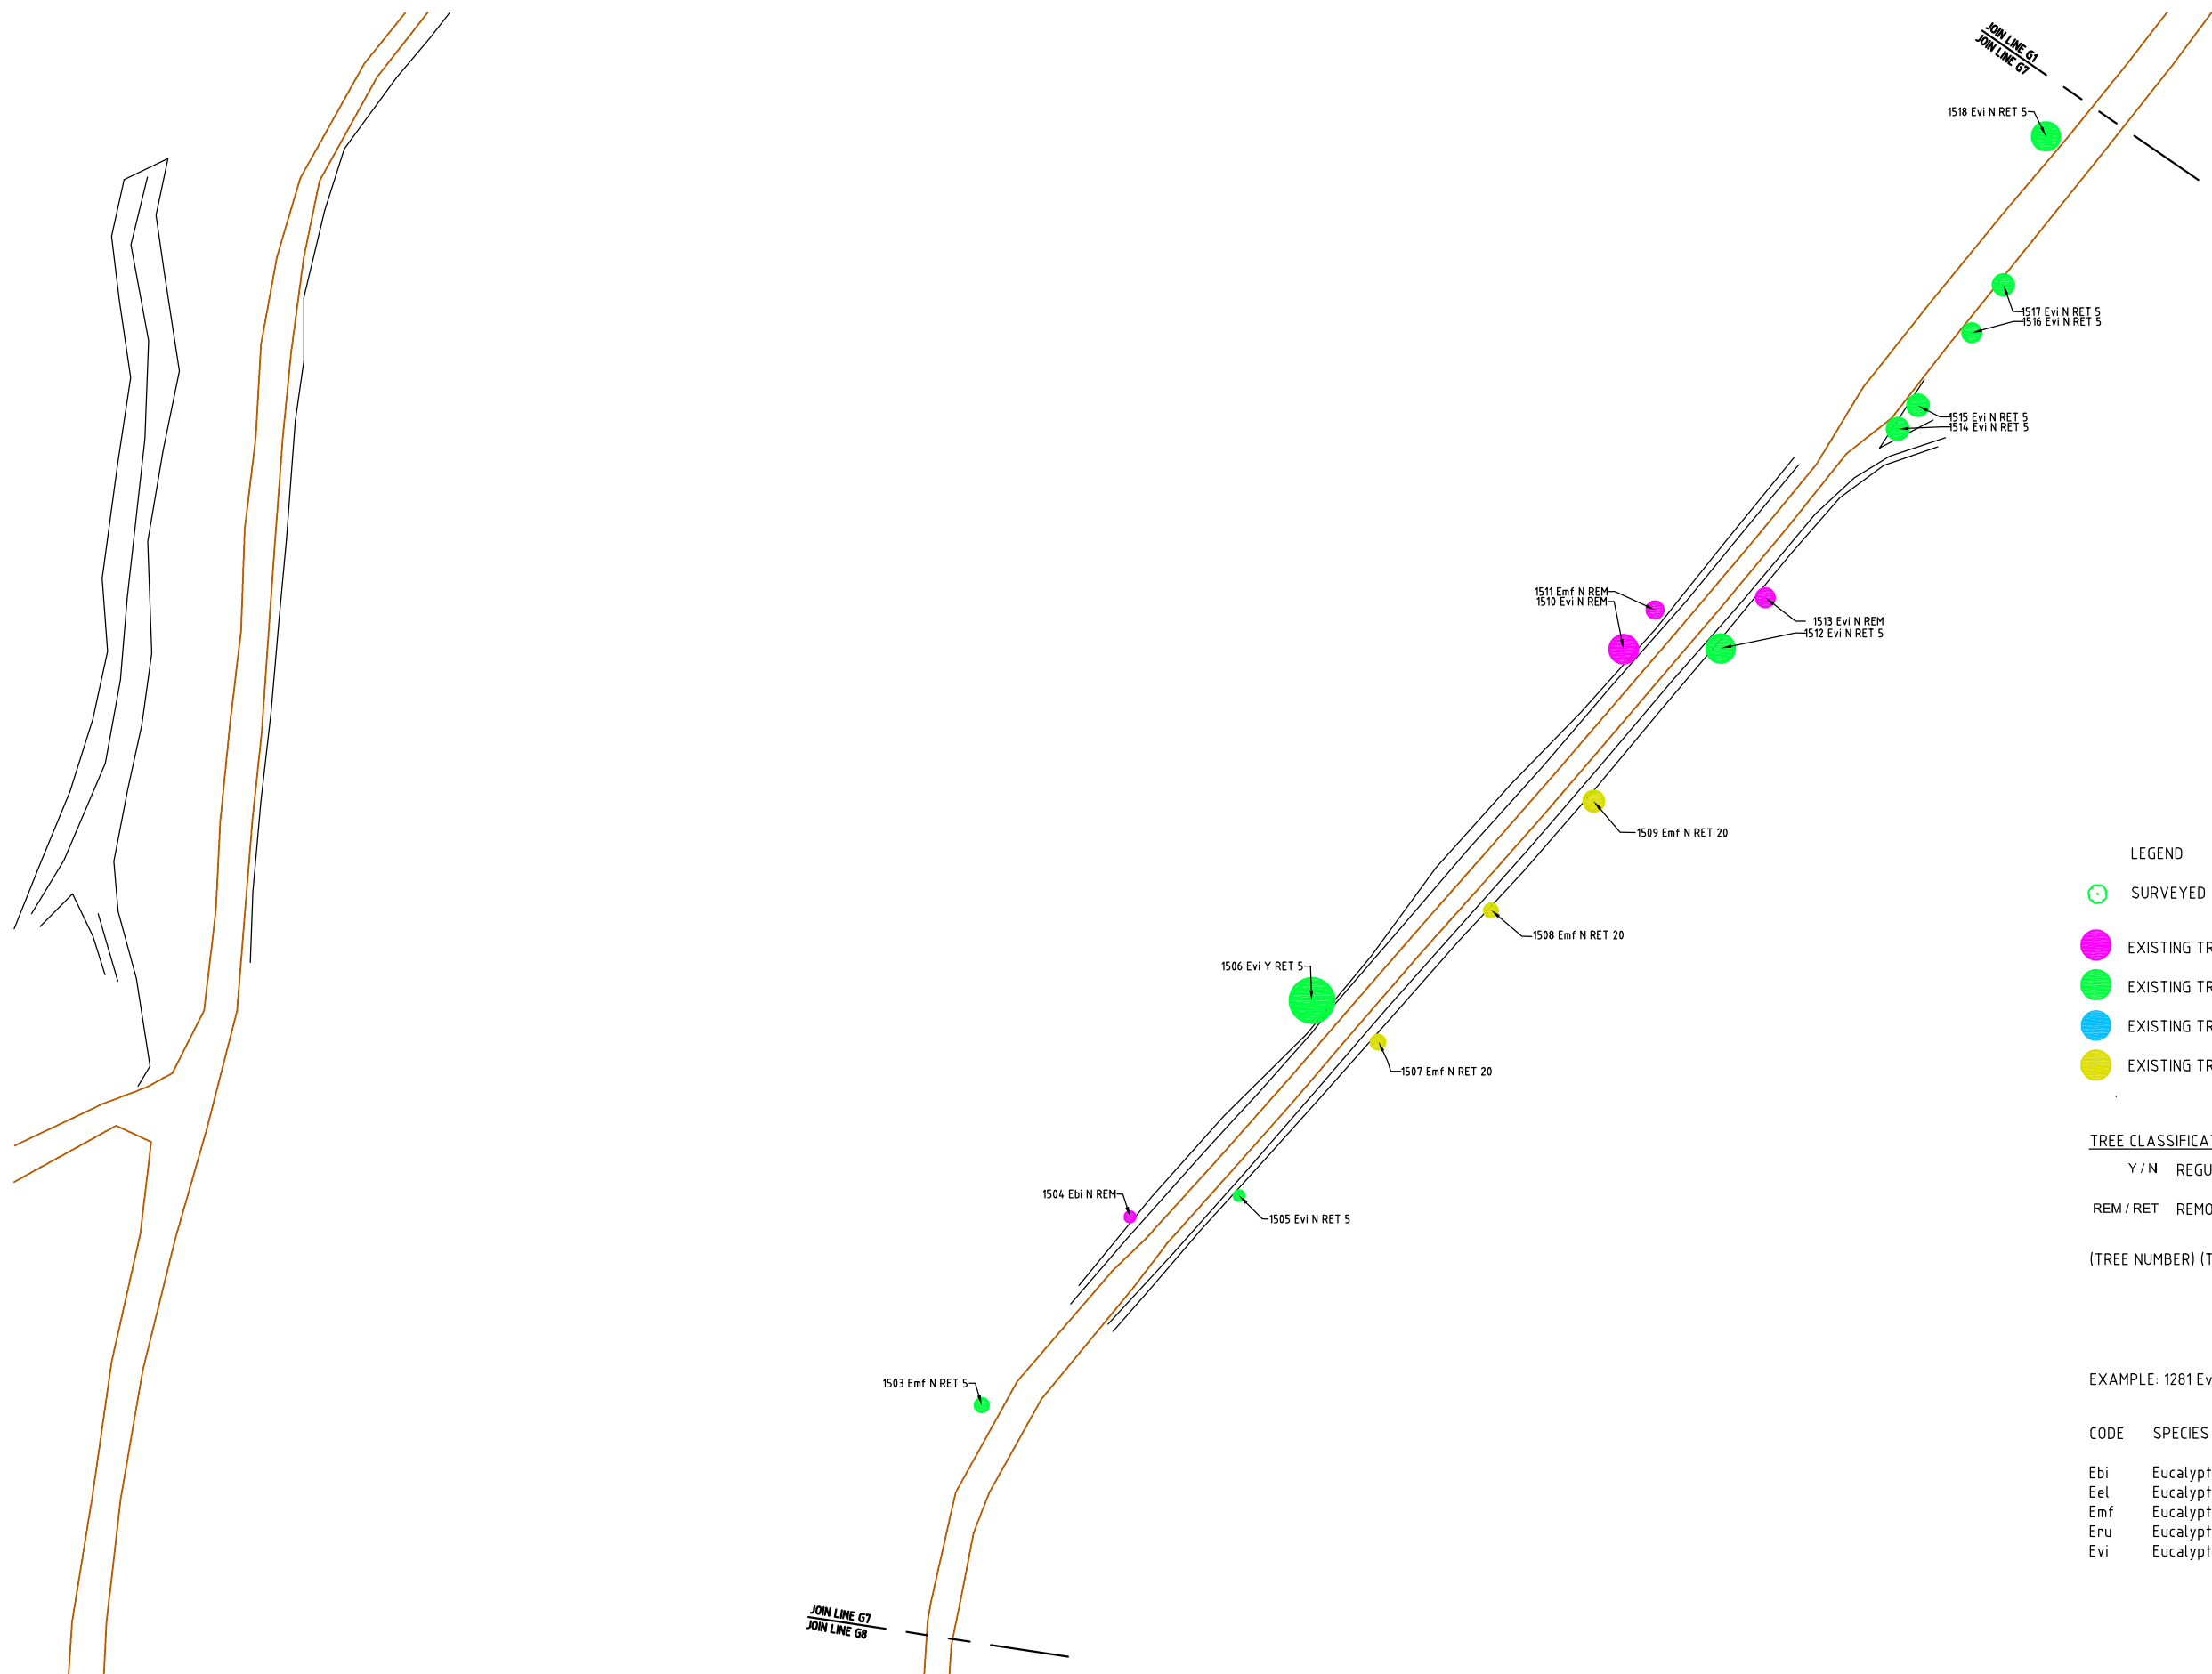 JOIN LINE G1
JOIN LINE G7
1518 Evi N RET 5
1517 Evi N RET 5
1516 Evi N RET 5
1515 Evi N RET 5
1514 Evi N RET 5
1511 Emf N REM
1510 Evi N REM
1513 Evi N REM
1512 Evi N RET 5
1509 Emf N RET 20
1508 Emf N RET 20
1506 Evi Y RET 5
1507 Emf N RET 20
1504 Ebi N REM
1505 Evi N RET 5
1503 Emf N RET 5
JOIN LINE G7
JOIN LINE G8
LEGEND
SURVEYED
EXISTING TR
EXISTING TR
EXISTING TR
EXISTING TR
TREE CLASSIFICA
Y / N REGU
REM / RET REMO
(TREE NUMBER) (T
EXAMPLE: 1281 Ev
CODE SPECIES
Ebi Eucalypt
Eel Eucalypt
Emf Eucalypt
Eru Eucalypt
Evi Eucalypt